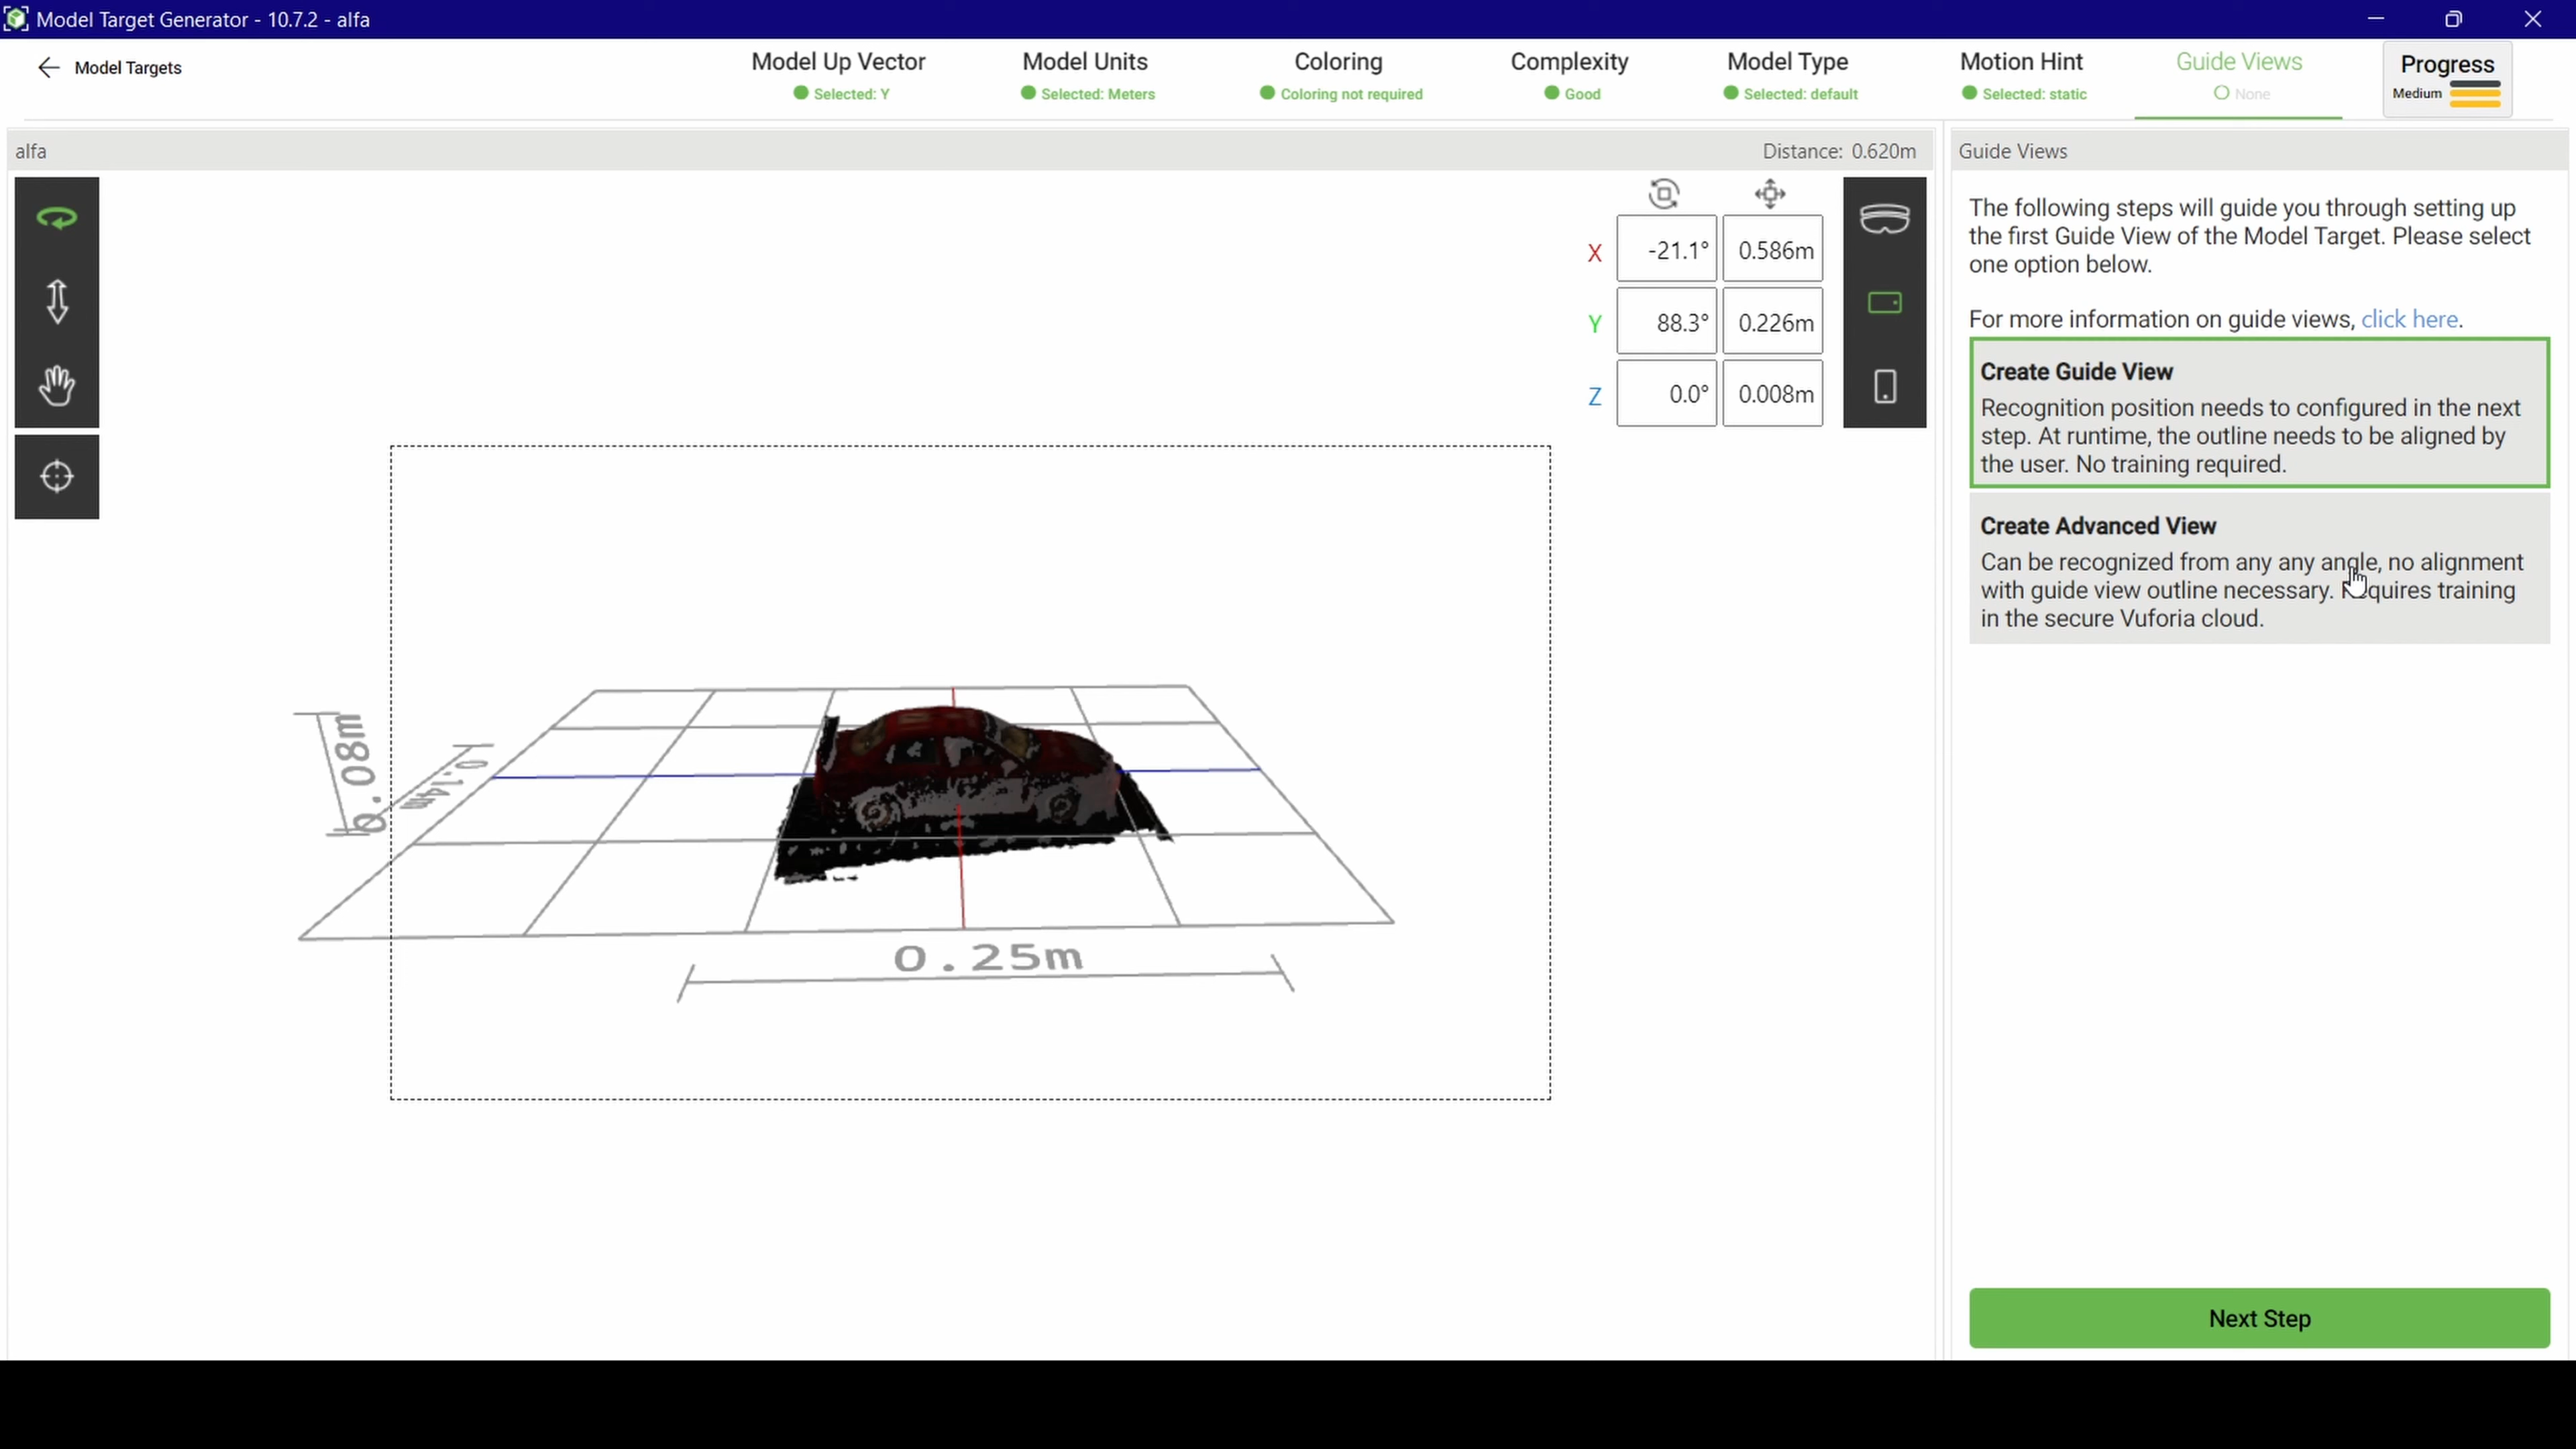 Model Target Generator - 10.7.2 - alfa
Model Targets
Model Up Vector
Selected: Y
Model Units
Selected: Meters
Coloring
Coloring not required
Complexity
Good
Model Type
Selected: default
Motion Hint
Selected: static
Guide Views
None
Progress
Medium
alfa
Distance: 0.620m
X -21.1° 0.586m
Y 88.3° 0.226m
Z 0.0° 0.008m
0.08m
0.14m
0.25m
Guide Views
The following steps will guide you through setting up
the first Guide View of the Model Target. Please select
one option below.
For more information on guide views, click here.
Create Guide View
Recognition position needs to configured in the next
step. At runtime, the outline needs to be aligned by
the user. No training required.
Create Advanced View
Can be recognized from any any angle, no alignment
with guide view outline necessary. Requires training
in the secure Vuforia cloud.
Next Step